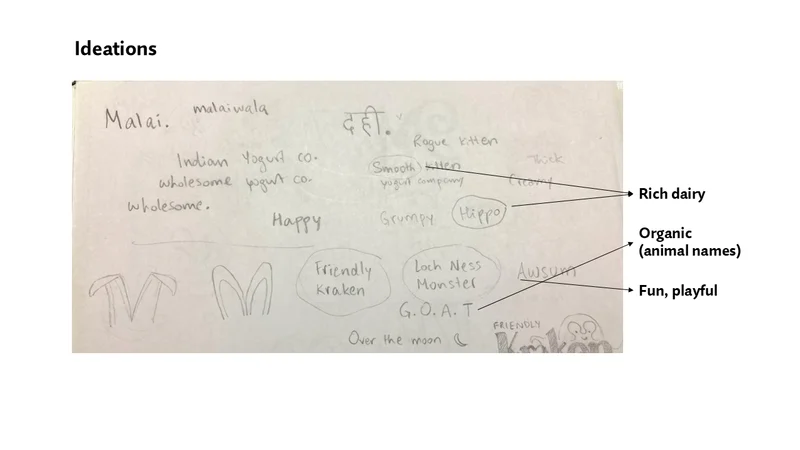 Ideations
malaiwala
Malai.
दही.
Rogue kitten
Indian Yogurt co.
Smooth kitten
Thick
wholesome yogurt co.
yogurt company
Creamy
Rich dairy
wholesome.
Happy
Grumpy
Hippo
Organic
(animal names)
Friendly
Kraken
Loch Ness
Monster
Awsum
Fun, playful
G.O.A.T
Over the moon
FRIENDLY
Kraken